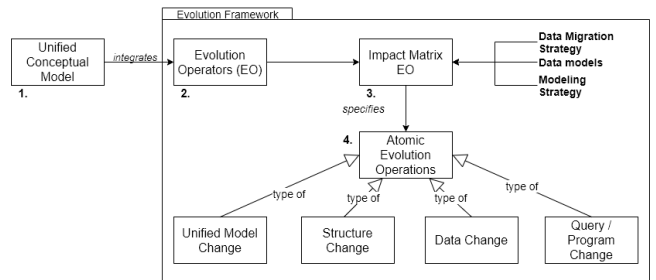 Evolution Framework
Unified
Conceptual
Model
1.
integrates
Evolution
Operators (EO)
2.
Impact Matrix
EO
3.
Data Migration
Strategy
Data models
Modeling
Strategy
specifies
4.
Atomic
Evolution
Operations
type of
type of
type of
type of
Unified Model
Change
Structure
Change
Data Change
Query /
Program
Change